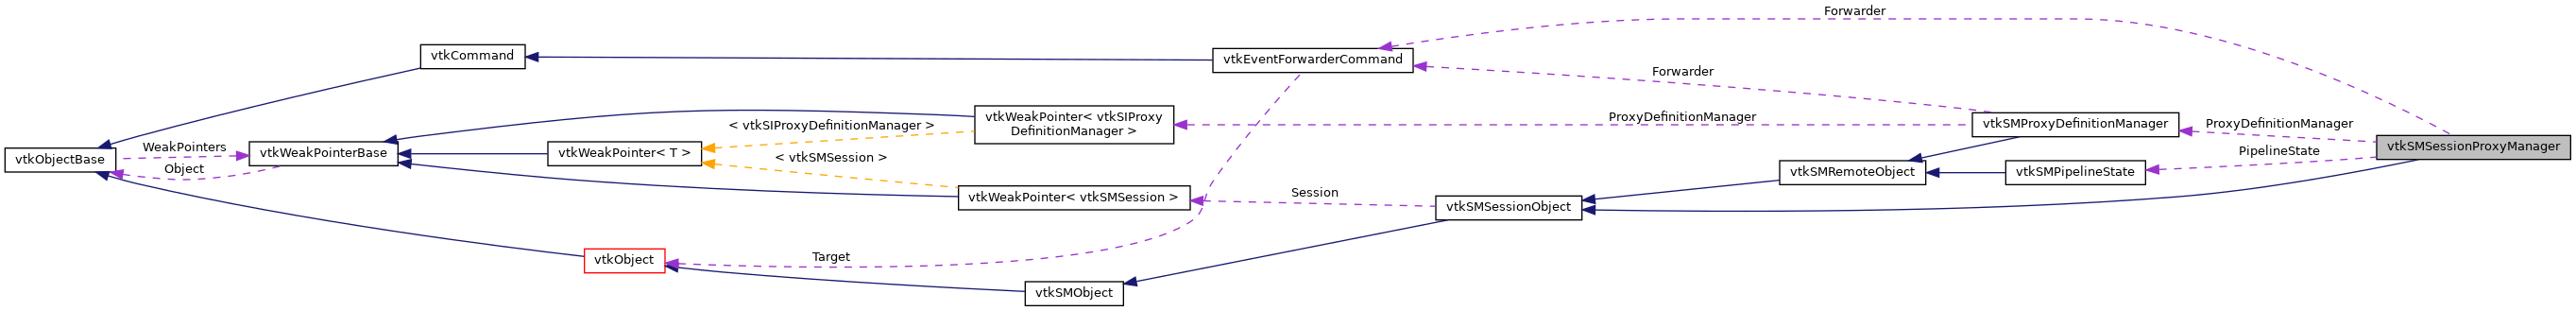 Forwarder
vtkCommand
vtkEventForwarderCommand
Forwarder
vtkWeakPointer< vtkSIProxy
DefinitionManager >
ProxyDefinitionManager
vtkSMProxyDefinitionManager
ProxyDefinitionManager
< vtkSIProxyDefinitionManager >
vtkObjectBase
WeakPointers
Object
vtkWeakPointerBase
vtkWeakPointer< T >
< vtkSMSession >
vtkSMSessionProxyManager
PipelineState
vtkSMRemoteObject
vtkSMPipelineState
vtkWeakPointer< vtkSMSession >
Session
vtkSMSessionObject
vtkObject
Target
vtkSMObject